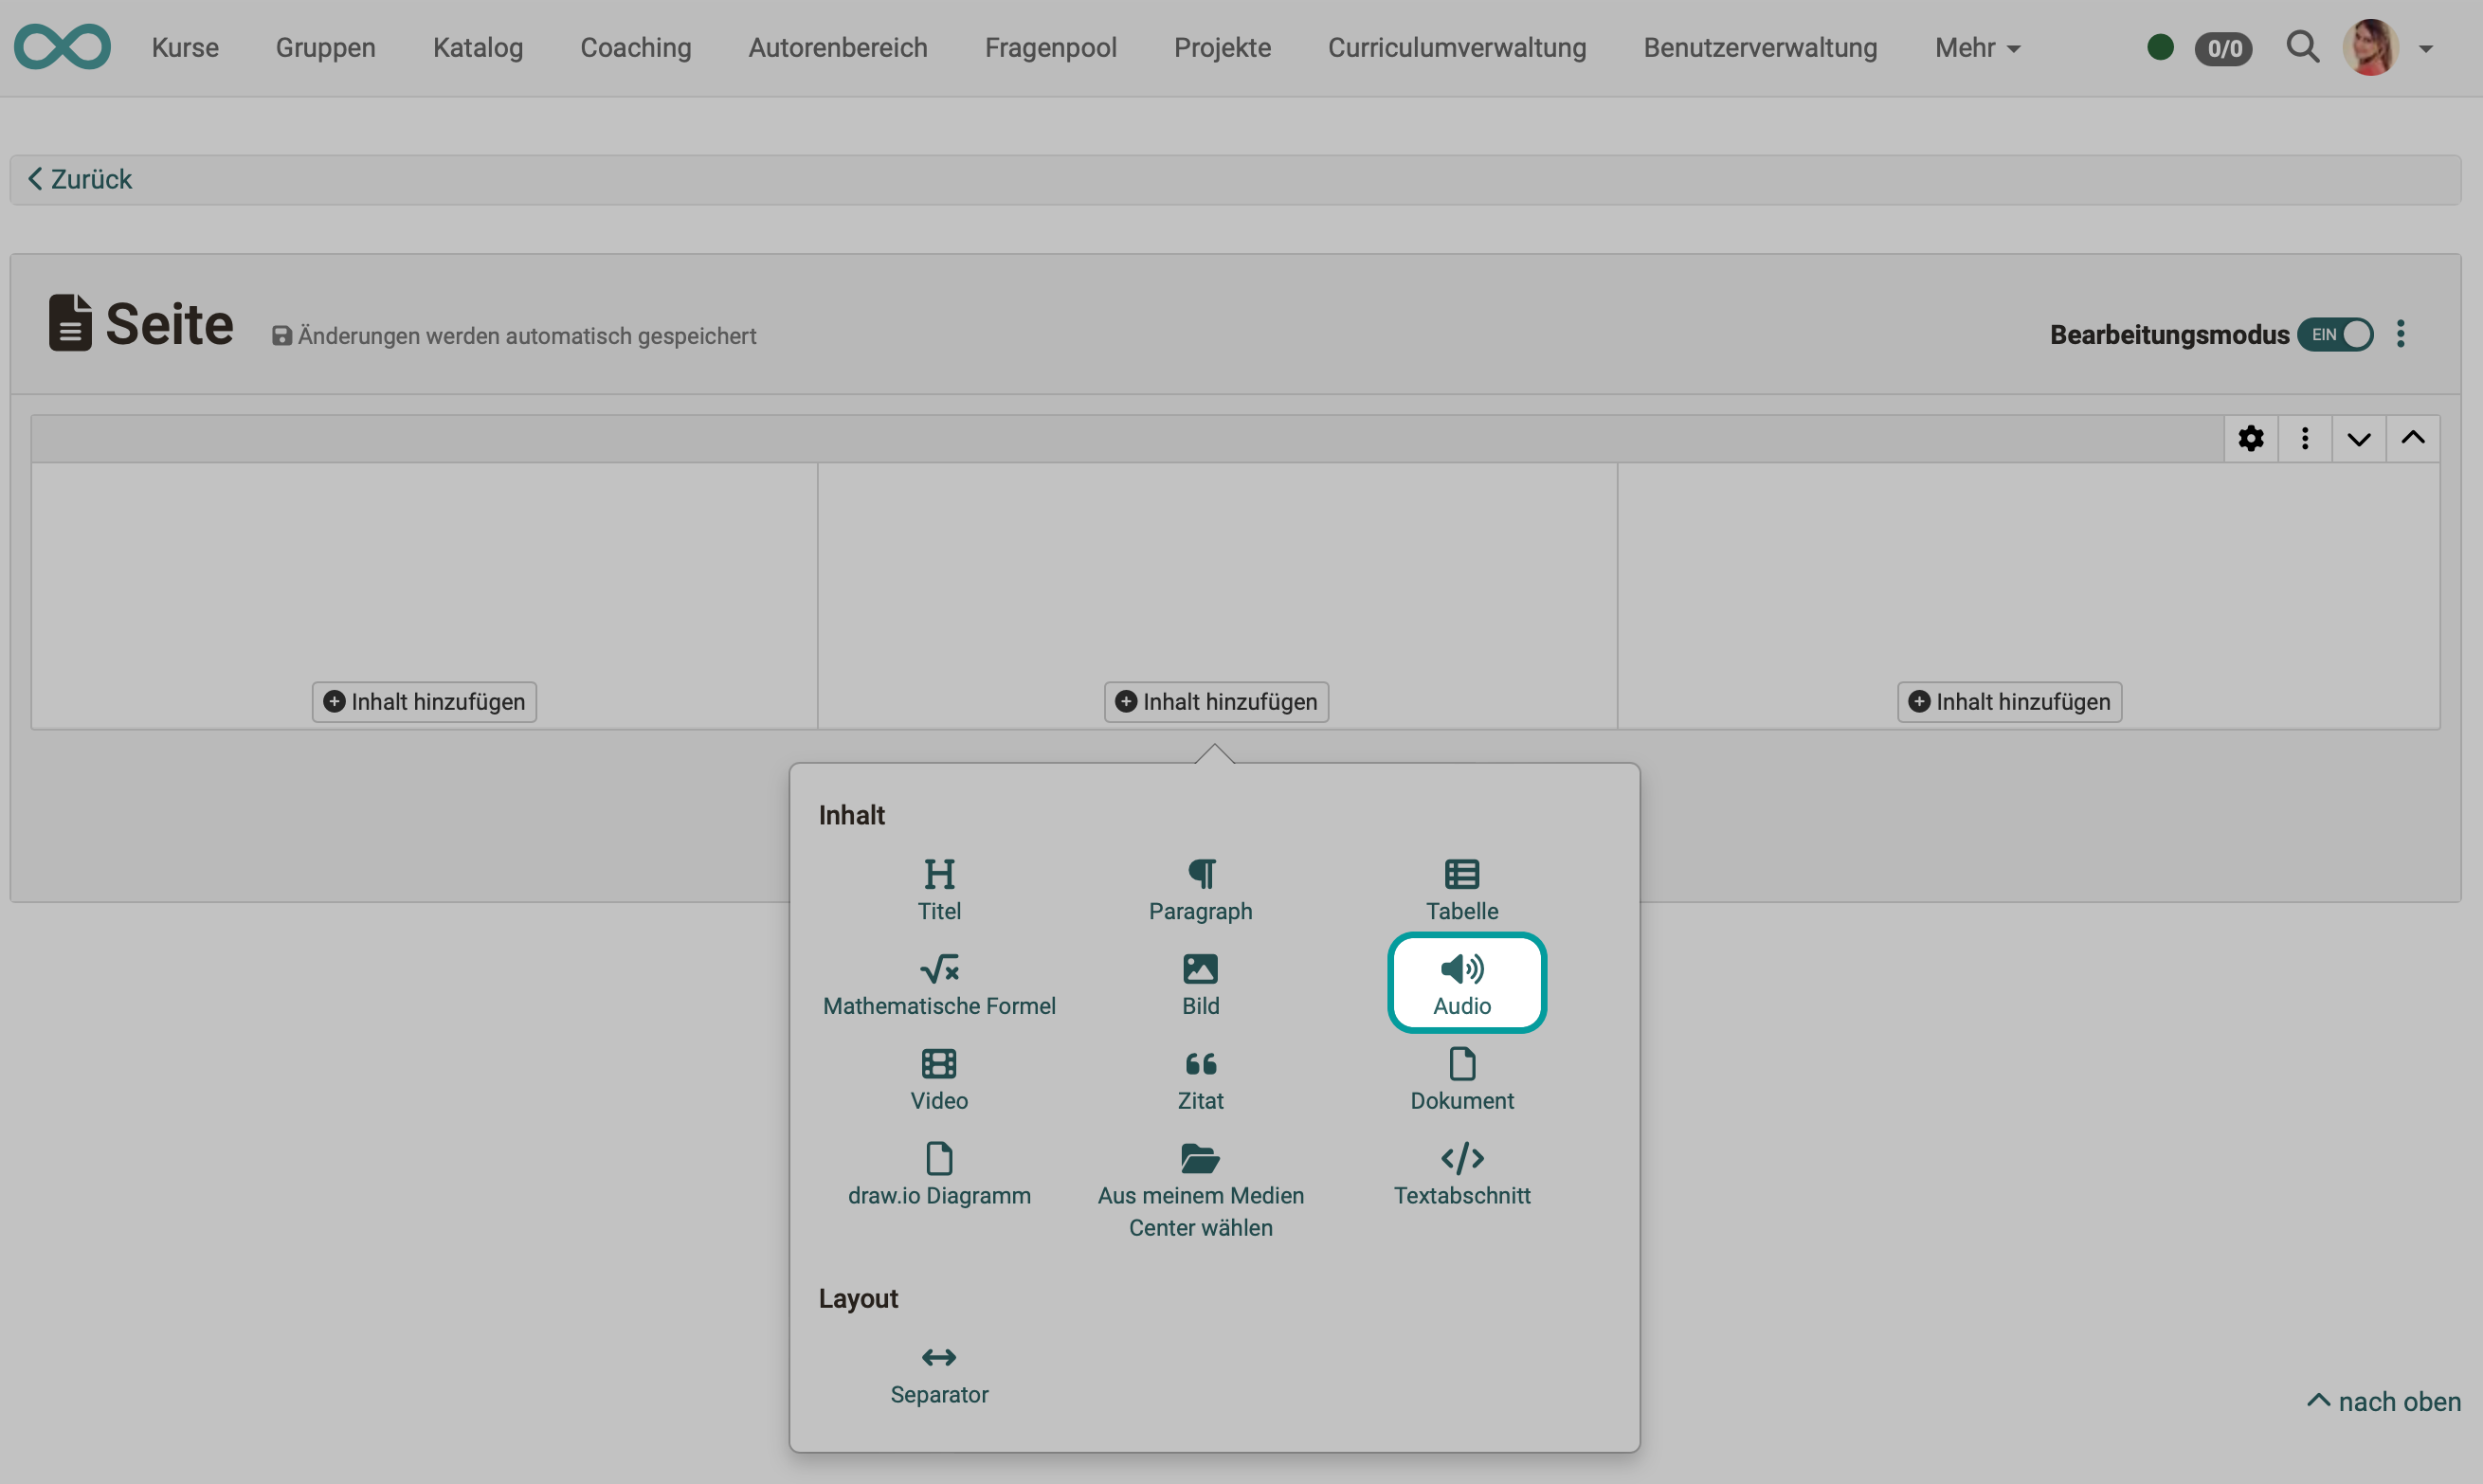 Kurse Gruppen Katalog Coaching Autorenbereich Fragenpool Projekte Curriculumverwaltung Benutzerverwaltung Mehr 0/0
Zurück
Seite Änderungen werden automatisch gespeichert Bearbeitungsmodus EIN
Inhalt hinzufügen Inhalt hinzufügen Inhalt hinzufügen
Inhalt
Titel Paragraph Tabelle
Mathematische Formel Bild Audio
Video Zitat Dokument
draw.io Diagramm Aus meinem Medien Textabschnitt
Center wählen
Layout
Separator
nach oben